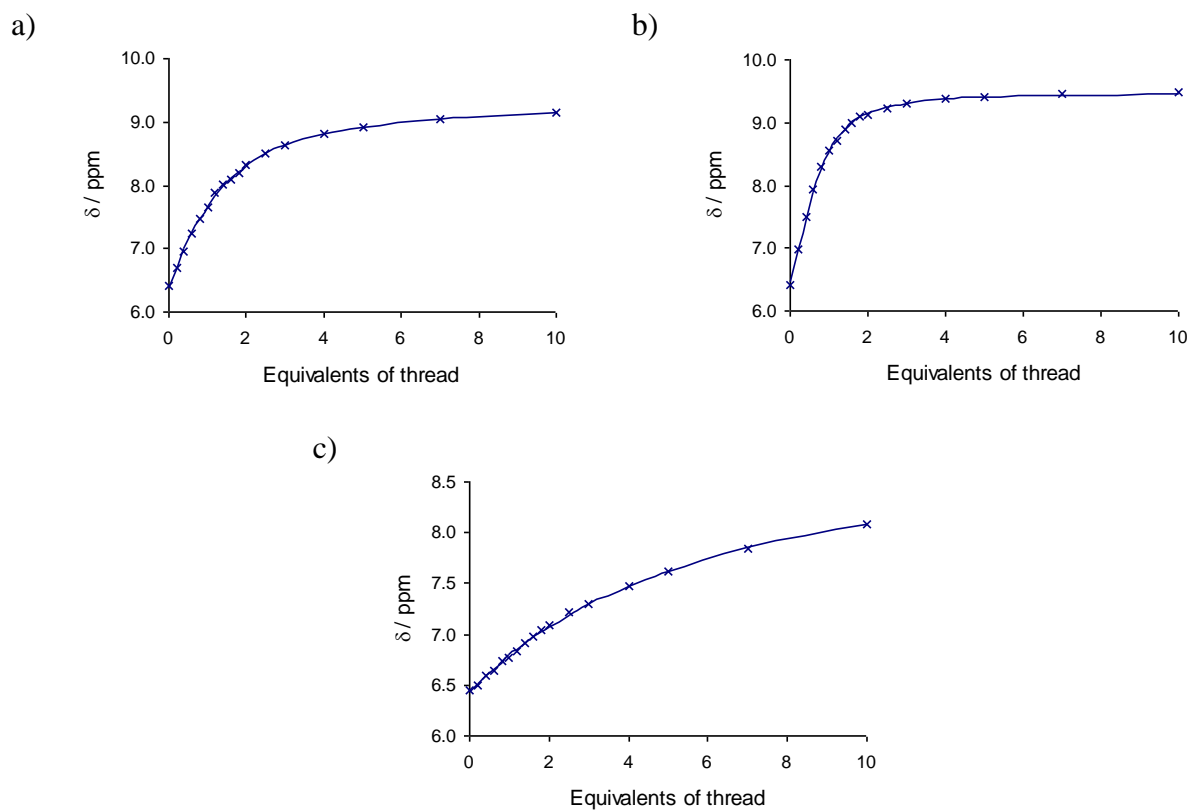 a)
10.0
9.0
8.0
7.0
6.0
δ / ppm
0 2 4 6 8 10
Equivalents of thread
b)
10.0
9.0
8.0
7.0
6.0
δ / ppm
0 2 4 6 8 10
Equivalents of thread
c)
8.5
8.0
7.5
7.0
6.5
6.0
δ / ppm
0 2 4 6 8 10
Equivalents of thread